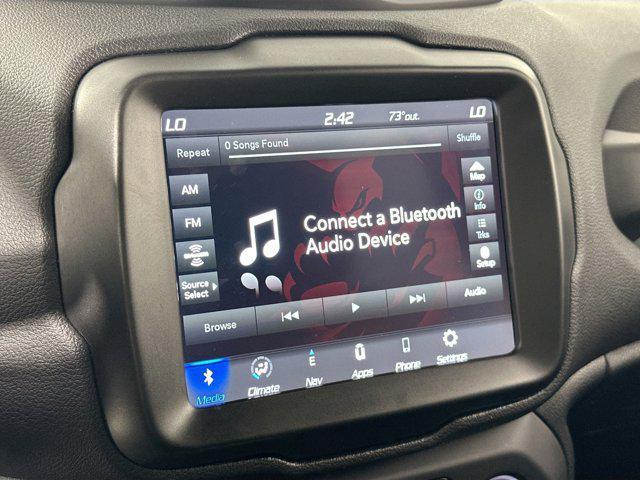 LO 2:42 73°out. LO
Repeat 0 Songs Found Shuffle
AM
Map
FM
Info
Connect a Bluetooth
Audio Device
Trks
Source
Select
Setup
Browse Audio
Media Climate E Nav Apps Phone Settings